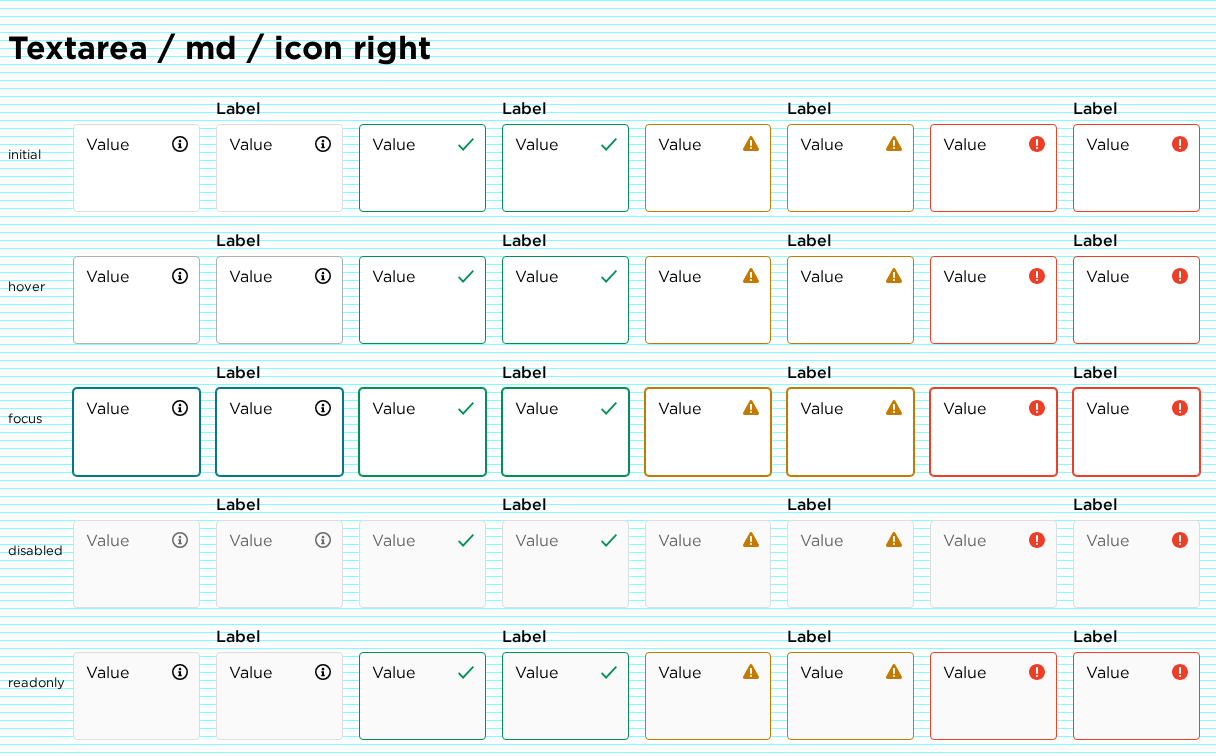 Textarea / md / icon right
Label Label Label Label
initial Value Value Value Value Value Value Value Value
Label Label Label Label
hover Value Value Value Value Value Value Value Value
Label Label Label Label
focus Value Value Value Value Value Value Value Value
Label Label Label Label
disabled Value Value Value Value Value Value Value Value
Label Label Label Label
readonly Value Value Value Value Value Value Value Value